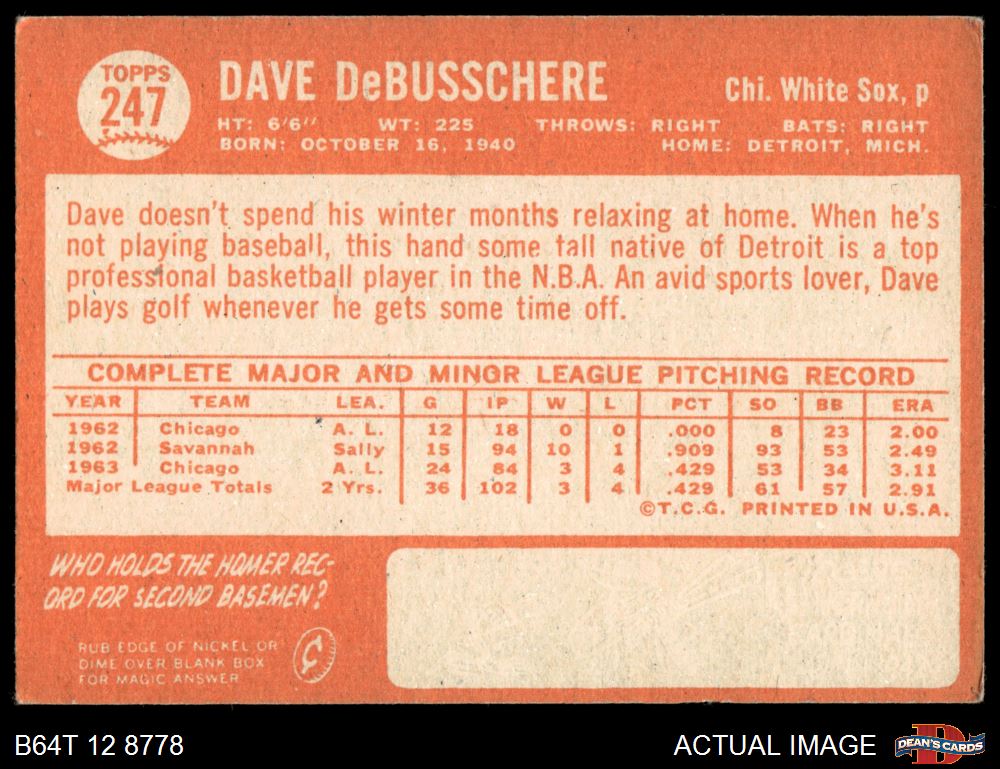 TOPPS
247
DAVE DeBUSSCHERE
Chi. White Sox, p
HT: 6'6" WT: 225 THROWS: RIGHT BATS: RIGHT
BORN: OCTOBER 16, 1940 HOME: DETROIT, MICH.
Dave doesn't spend his winter months relaxing at home. When he's
not playing baseball, this hand some tall native of Detroit is a top
professional basketball player in the N.B.A. An avid sports lover, Dave
plays golf whenever he gets some time off.
COMPLETE MAJOR AND MINOR LEAGUE PITCHING RECORD
YEAR TEAM LEA. G IP W L PCT SO BB ERA
1962 Chicago A. L. 12 18 0 0 .000 8 23 2.00
1962 Savannah Sally 15 94 10 1 .909 93 53 2.49
1963 Chicago A. L. 24 84 3 4 .429 53 34 3.11
Major League Totals 2 Yrs. 36 102 3 4 .429 61 57 2.91
©T.C.G. PRINTED IN U.S.A.
WHO HOLDS THE HOMER REC-
ORD FOR SECOND BASEMEN?
RUB EDGE OF NICKEL OR
DIME OVER BLANK BOX
FOR MAGIC ANSWER
¢
B64T 12 8778
ACTUAL IMAGE
D
DEAN'S CARDS